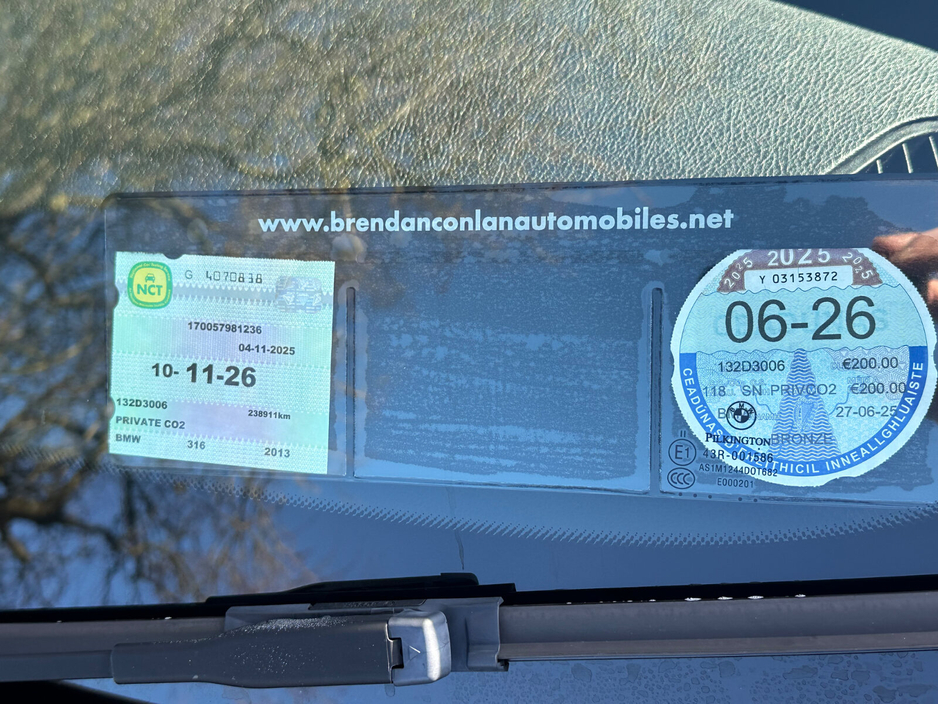 www.brendanconlanautomobiles.net
NCT
G 4070838
170057981236
04-11-2025
10- 11-26
132D3006
238911km
PRIVATE CO2
BMW 316 2013
2025 2025 2025
Y 03153872
06-26
132D3006 €200.00
118 SN PRIVCO2 €200.00
27-06-25
PILKINGTON BRONZE
E1 43R-001586
AS1M1244DOT682
CCC E000201
INNEALLGHLUAISTE